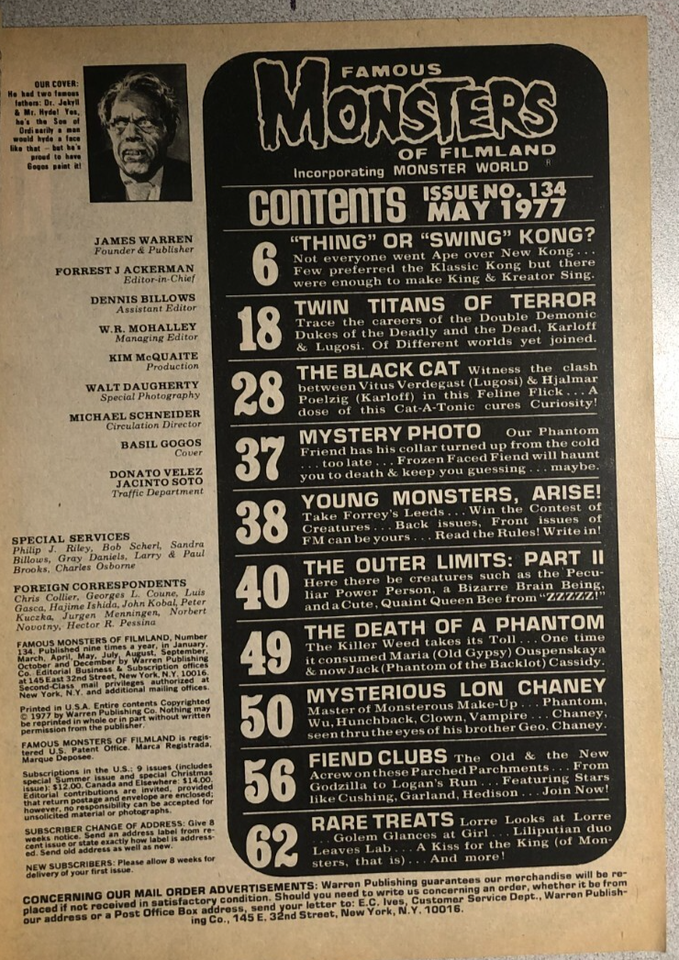 OUR COVER:
He had two famous
fathers: Dr. Jekyll
& Mr. Hyde! Yes,
he's the Son of
Ordinarily a man
would hyde a face
like that — but he's
proud to have
Gogos paint it!
JAMES WARREN
Founder & Publisher
FORREST J ACKERMAN
Editor-in-Chief
DENNIS BILLOWS
Assistant Editor
W.R. MOHALLEY
Managing Editor
KIM McQUAITE
Production
WALT DAUGHERTY
Special Photography
MICHAEL SCHNEIDER
Circulation Director
BASIL GOGOS
Cover
DONATO VELEZ
JACINTO SOTO
Traffic Department
SPECIAL SERVICES
Philip J. Riley, Bob Scherl, Sandra
Billows, Gray Daniels, Larry & Paul
Brooks, Charles Osborne
FOREIGN CORRESPONDENTS
Chris Collier, Georges L. Coune, Luis
Gasca, Hajime Ishida, John Kobal, Peter
Kuczka, Jurgen Menningen, Norbert
Novotny, Hector R. Pessina
FAMOUS MONSTERS OF FILMLAND, Number
134. Published nine times a year, in January,
March, April, May, July, August, September,
October and December by Warren Publishing
Co. Editorial Business & Subscription offices
at 145 East 32nd Street, New York, N.Y. 10016.
Second-Class mail privileges authorized at
New York, N.Y. and additional mailing offices.
Printed in U.S.A. Entire contents Copyrighted
© 1977 by Warren Publishing Co. Nothing may
be reprinted in whole or in part without written
permission from the publisher.
FAMOUS MONSTERS OF FILMLAND is regis-
tered U.S. Patent Office. Marca Registrada,
Marque Deposee.
Subscriptions in the U.S.: 9 issues (includes
special Summer issue and special Christmas
issue): $12.00. Canada and Elsewhere: $14.00.
Editorial contributions are invited, provided
that return postage and envelope are enclosed;
however, no responsibility can be accepted for
unsolicited material or photographs.
SUBSCRIBER CHANGE OF ADDRESS: Give 8
weeks notice. Send an address label from re-
cent issue or state exactly how label is address-
ed. Send old address as well as new.
NEW SUBSCRIBERS: Please allow 8 weeks for
delivery of your first issue.
FAMOUS
MONSTERS
OF FILMLAND
Incorporating MONSTER WORLD ®
CONTENTS ISSUE NO. 134
MAY 1977
6 "THING" OR "SWING" KONG?
Not everyone went Ape over New Kong . . .
Few preferred the Klassic Kong but there
were enough to make King & Kreator Sing.
18 TWIN TITANS OF TERROR
Trace the careers of the Double Demonic
Dukes of the Deadly and the Dead, Karloff
& Lugosi. Of Different worlds yet joined.
28 THE BLACK CAT Witness the clash
between Vitus Verdegast (Lugosi) & Hjalmar
Poelzig (Karloff) in this Feline Flick . . . A
dose of this Cat-A-Tonic cures Curiosity!
37 MYSTERY PHOTO Our Phantom
Friend has his collar turned up from the cold
. . . too late . . . Frozen Faced Fiend will haunt
you to death & keep you guessing . . . maybe.
38 YOUNG MONSTERS, ARISE!
Take Forrey's Leeds . . . Win the Contest of
Creatures . . . Back issues, Front issues of
FM can be yours . . . Read the Rules! Write in!
40 THE OUTER LIMITS: PART II
Here there be creatures such as the Pecu-
liar Power Person, a Bizarre Brain Being,
and a Cute, Quaint Queen Bee from "ZZZZZ!"
49 THE DEATH OF A PHANTOM
The Killer Weed takes its Toll . . . One time
it consumed Maria (Old Gypsy) Ouspenskaya
& now Jack (Phantom of the Backlot) Cassidy.
50 MYSTERIOUS LON CHANEY
Master of Monsterous Make-Up . . . Phantom,
Wu, Hunchback, Clown, Vampire . . . Chaney,
seen thru the eyes of his brother Geo. Chaney.
56 FIEND CLUBS The Old & the New
Acrew on these Parched Parchments . . . From
Godzilla to Logan's Run . . . Featuring Stars
like Cushing, Garland, Hedison . . . Join Now!
62 RARE TREATS Lorre Looks at Lorre
. . . Golem Glances at Girl . . . Liliputian duo
Leaves Lab . . . A Kiss for the King (of Mon-
sters, that is) . . . And more!
CONCERNING OUR MAIL ORDER ADVERTISEMENTS: Warren Publishing guarantees our merchandise will be re-
placed if not received in satisfactory condition. Should you need to write us concerning an order, whether it be from
our address or a Post Office Box address, send your letter to: E.C. Ives, Customer Service Dept., Warren Publish-
ing Co., 145 E. 32nd Street, New York, N.Y. 10016.